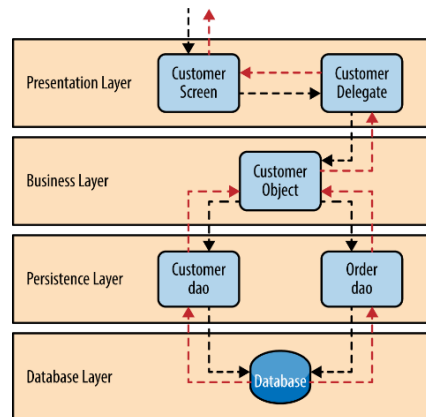 Presentation Layer
Customer
Screen
Customer
Delegate
Business Layer
Customer
Object
Persistence Layer
Customer
dao
Order
dao
Database Layer
Database